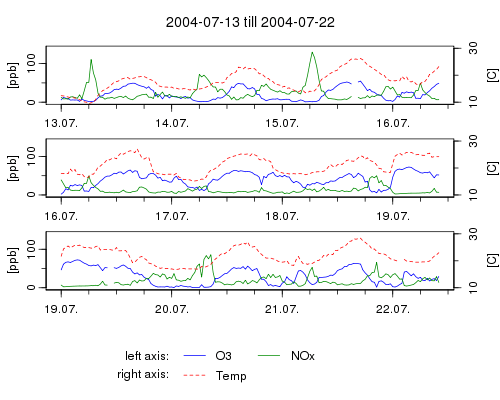 2004-07-13 till 2004-07-22
[ppb] 0 100 10 30 [C]
13.07. 14.07. 15.07. 16.07.
[ppb] 0 100 10 30 [C]
16.07. 17.07. 18.07. 19.07.
[ppb] 0 100 10 30 [C]
19.07. 20.07. 21.07. 22.07.
left axis: O3 NOx
right axis: Temp